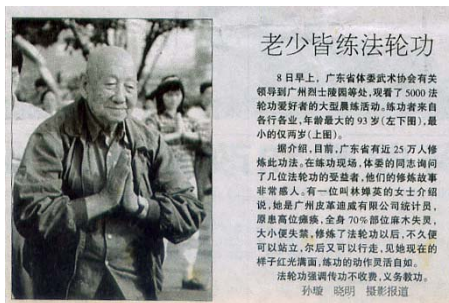 老少皆练法轮功
8日早上，广东省体委武术协会有关
领导到广州烈士陵园等处，观看了5000法
轮功爱好者的大型晨练活动。练功者来自
各行各业，年龄最大的93岁(左下图)，最
小的仅两岁(上图)。
据介绍，目前，广东省有近25万人修
炼此功法。在练功现场，体委的同志询问
了几位法轮功的受益者，他们的修炼故事
非常感人。有一位叫林婵英的女士介绍
说，她是广州皮革迪威有限公司统计员，
原患高位瘫痪，全身70%部位麻木失灵，
大小便失禁，修炼了法轮功以后，不久便
可以站立，尔后又可以行走，见她现在的
样子红光满面，练功的动作灵活自如。
法轮功强调传功不收费，义务教功。
孙璇 晓明 摄影报道